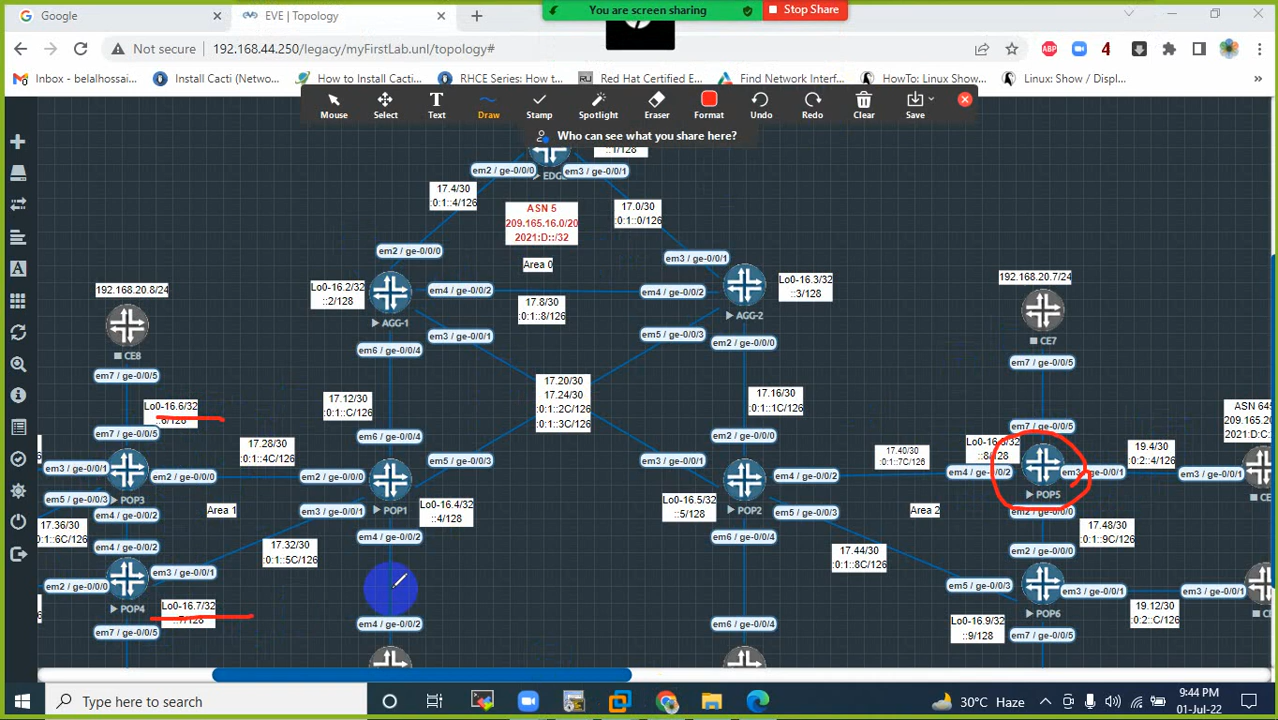 Google
EVE | Topology
You are screen sharing
Stop Share
Not secure
192.168.44.250/legacy/myFirstLab.unl/topology#
Inbox - belalhossai...
Install Cacti (Netwo...
How to Install Cacti...
RHCE Series: How t...
Red Hat Certified E...
Find Network Interf...
HowTo: Linux Show...
Linux: Show / Displ...
Mouse
Select
Text
Draw
Stamp
Spotlight
Eraser
Format
Undo
Redo
Clear
Save
Who can see what you share here?
::1/128
em2 / ge-0/0/0
EDGE
em3 / ge-0/0/1
17.4/30
:0:1::4/126
ASN 5
209.165.16.0/20
2021:D::/32
17.0/30
:0:1::0/126
em2 / ge-0/0/0
em3 / ge-0/0/1
Area 0
192.168.20.8/24
CE8
em7 / ge-0/0/5
Lo0-16.2/32
::2/128
AGG-1
em4 / ge-0/0/2
17.8/30
:0:1::8/126
em4 / ge-0/0/2
AGG-2
Lo0-16.3/32
::3/128
192.168.20.7/24
CE7
em7 / ge-0/0/5
em3 / ge-0/0/1
em5 / ge-0/0/3
em2 / ge-0/0/0
em6 / ge-0/0/4
17.20/30
17.24/30
:0:1::2C/126
:0:1::3C/126
17.12/30
:0:1::C/126
17.16/30
:0:1::1C/126
Lo0-16.6/32
::6/128
em7 / ge-0/0/5
em6 / ge-0/0/4
em2 / ge-0/0/0
em7 / ge-0/0/5
ASN 645
209.165.2
2021:D:C:
17.28/30
:0:1::4C/126
em3 / ge-0/0/1
POP3
em2 / ge-0/0/0
em2 / ge-0/0/0
POP1
em5 / ge-0/0/3
em3 / ge-0/0/1
POP2
em4 / ge-0/0/2
17.40/30
:0:1::7C/126
em4 / ge-0/0/2
POP5
em3 / ge-0/0/1
19.4/30
:0:2::4/126
em3 / ge-0/0/1
em5 / ge-0/0/3
Area 1
em3 / ge-0/0/1
Lo0-16.4/32
::4/128
Lo0-16.5/32
::5/128
em5 / ge-0/0/3
Area 2
em2 / ge-0/0/0
17.36/30
:0:1::6C/126
em4 / ge-0/0/2
em4 / ge-0/0/2
em4 / ge-0/0/2
em6 / ge-0/0/4
17.48/30
:0:1::9C/126
17.32/30
:0:1::5C/126
17.44/30
:0:1::8C/126
em2 / ge-0/0/0
em2 / ge-0/0/0
POP4
em3 / ge-0/0/1
em5 / ge-0/0/3
POP6
em3 / ge-0/0/1
em3 / ge-0/0/1
Lo0-16.7/32
::7/128
em7 / ge-0/0/5
em4 / ge-0/0/2
em6 / ge-0/0/4
Lo0-16.9/32
::9/128
em7 / ge-0/0/5
19.12/30
:0:2::C/126
Type here to search
30°C Haze
9:44 PM
01-Jul-22